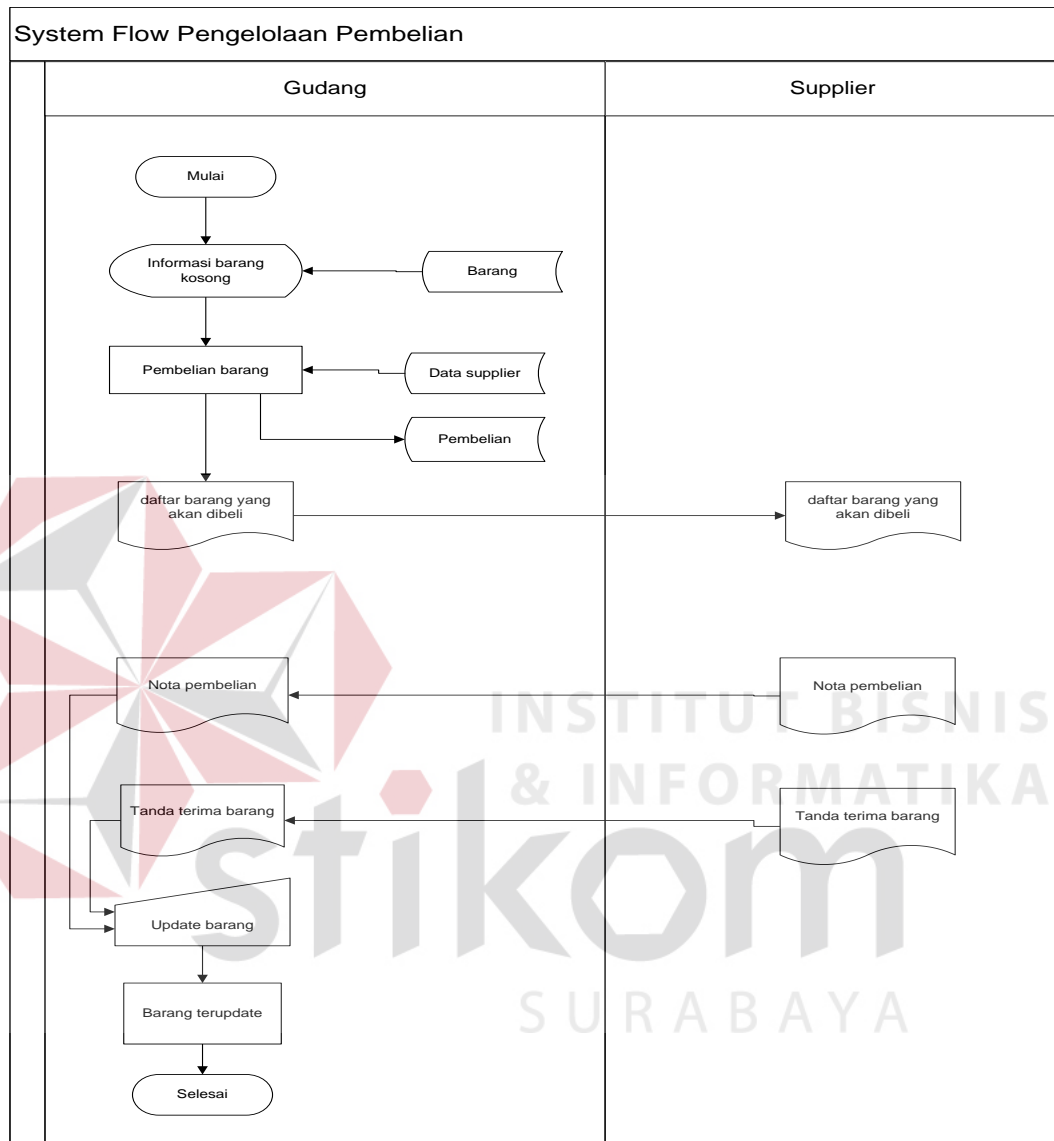 System Flow Pengelolaan Pembelian
Gudang
Supplier
Mulai
Informasi barang
kosong
Barang
Pembelian barang
Data supplier
Pembelian
daftar barang yang
akan dibeli
daftar barang yang
akan dibeli
Nota pembelian
Nota pembelian
INSTITUT BISNIS
& INFORMATIKA
Tanda terima barang
Tanda terima barang
stikom
Update barang
SURABAYA
Barang terupdate
Selesai